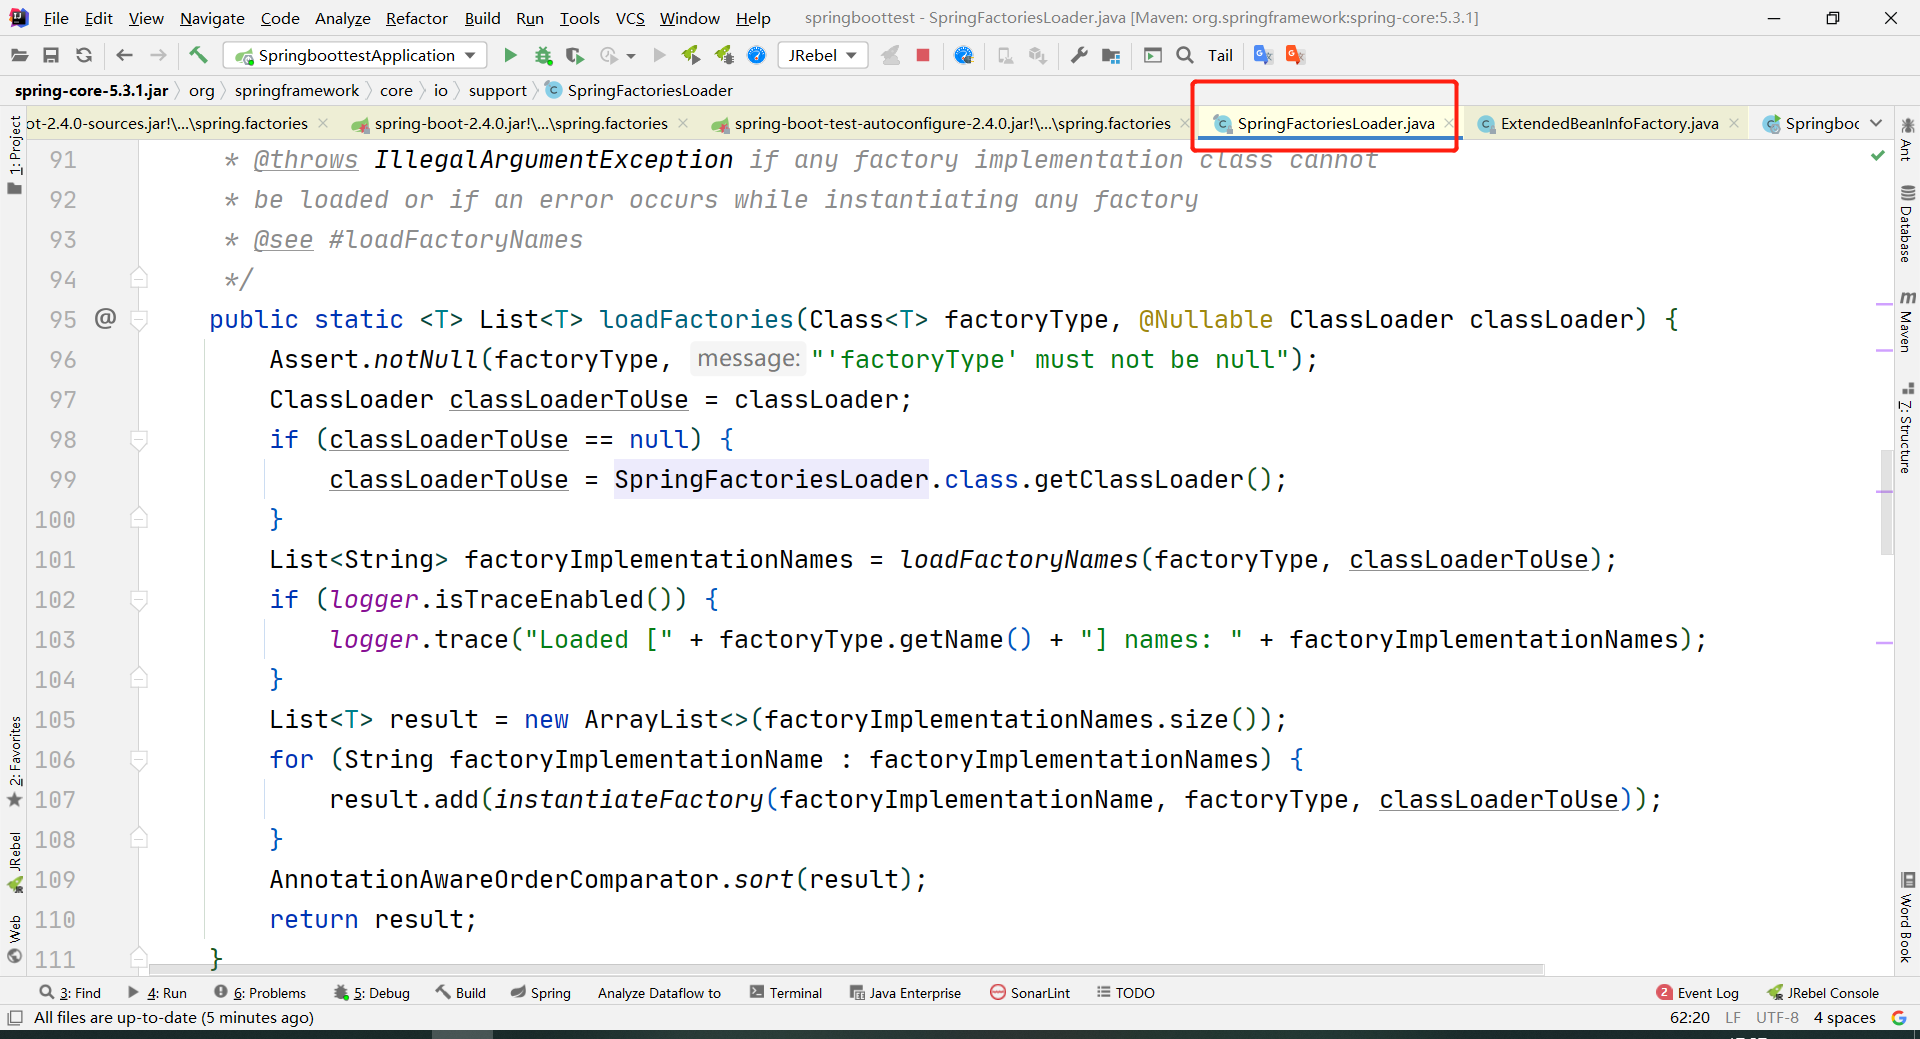 File Edit View Navigate Code Analyze Refactor Build Run Tools VCS Window Help springboottest - SpringFactoriesLoader.java [Maven: org.springframework:spring-core:5.3.1]
SpringboottestApplication JRebel Tail
spring-core-5.3.1.jar org springframework core io support SpringFactoriesLoader
ot-2.4.0-sources.jar!\...\spring.factories spring-boot-2.4.0.jar!\...\spring.factories spring-boot-test-autoconfigure-2.4.0.jar!\...\spring.factories SpringFactoriesLoader.java ExtendedBeanInfoFactory.java Springboc
91 * @throws IllegalArgumentException if any factory implementation class cannot
92 * be loaded or if an error occurs while instantiating any factory
93 * @see #loadFactoryNames
94 */
95 @ public static <T> List<T> loadFactories(Class<T> factoryType, @Nullable ClassLoader classLoader) {
96 Assert.notNull(factoryType, message: "'factoryType' must not be null");
97 ClassLoader classLoaderToUse = classLoader;
98 if (classLoaderToUse == null) {
99 classLoaderToUse = SpringFactoriesLoader.class.getClassLoader();
100 }
101 List<String> factoryImplementationNames = loadFactoryNames(factoryType, classLoaderToUse);
102 if (logger.isTraceEnabled()) {
103 logger.trace("Loaded [" + factoryType.getName() + "] names: " + factoryImplementationNames);
104 }
105 List<T> result = new ArrayList<>(factoryImplementationNames.size());
106 for (String factoryImplementationName : factoryImplementationNames) {
107 result.add(instantiateFactory(factoryImplementationName, factoryType, classLoaderToUse));
108 }
109 AnnotationAwareOrderComparator.sort(result);
110 return result;
111 }
1: Project
2: Favorites
JRebel
Web
Ant
Database
m Maven
7: Structure
Word Book
3: Find 4: Run 6: Problems 5: Debug Build Spring Analyze Dataflow to Terminal Java Enterprise SonarLint TODO 2 Event Log JRebel Console
All files are up-to-date (5 minutes ago) 62:20 LF UTF-8 4 spaces